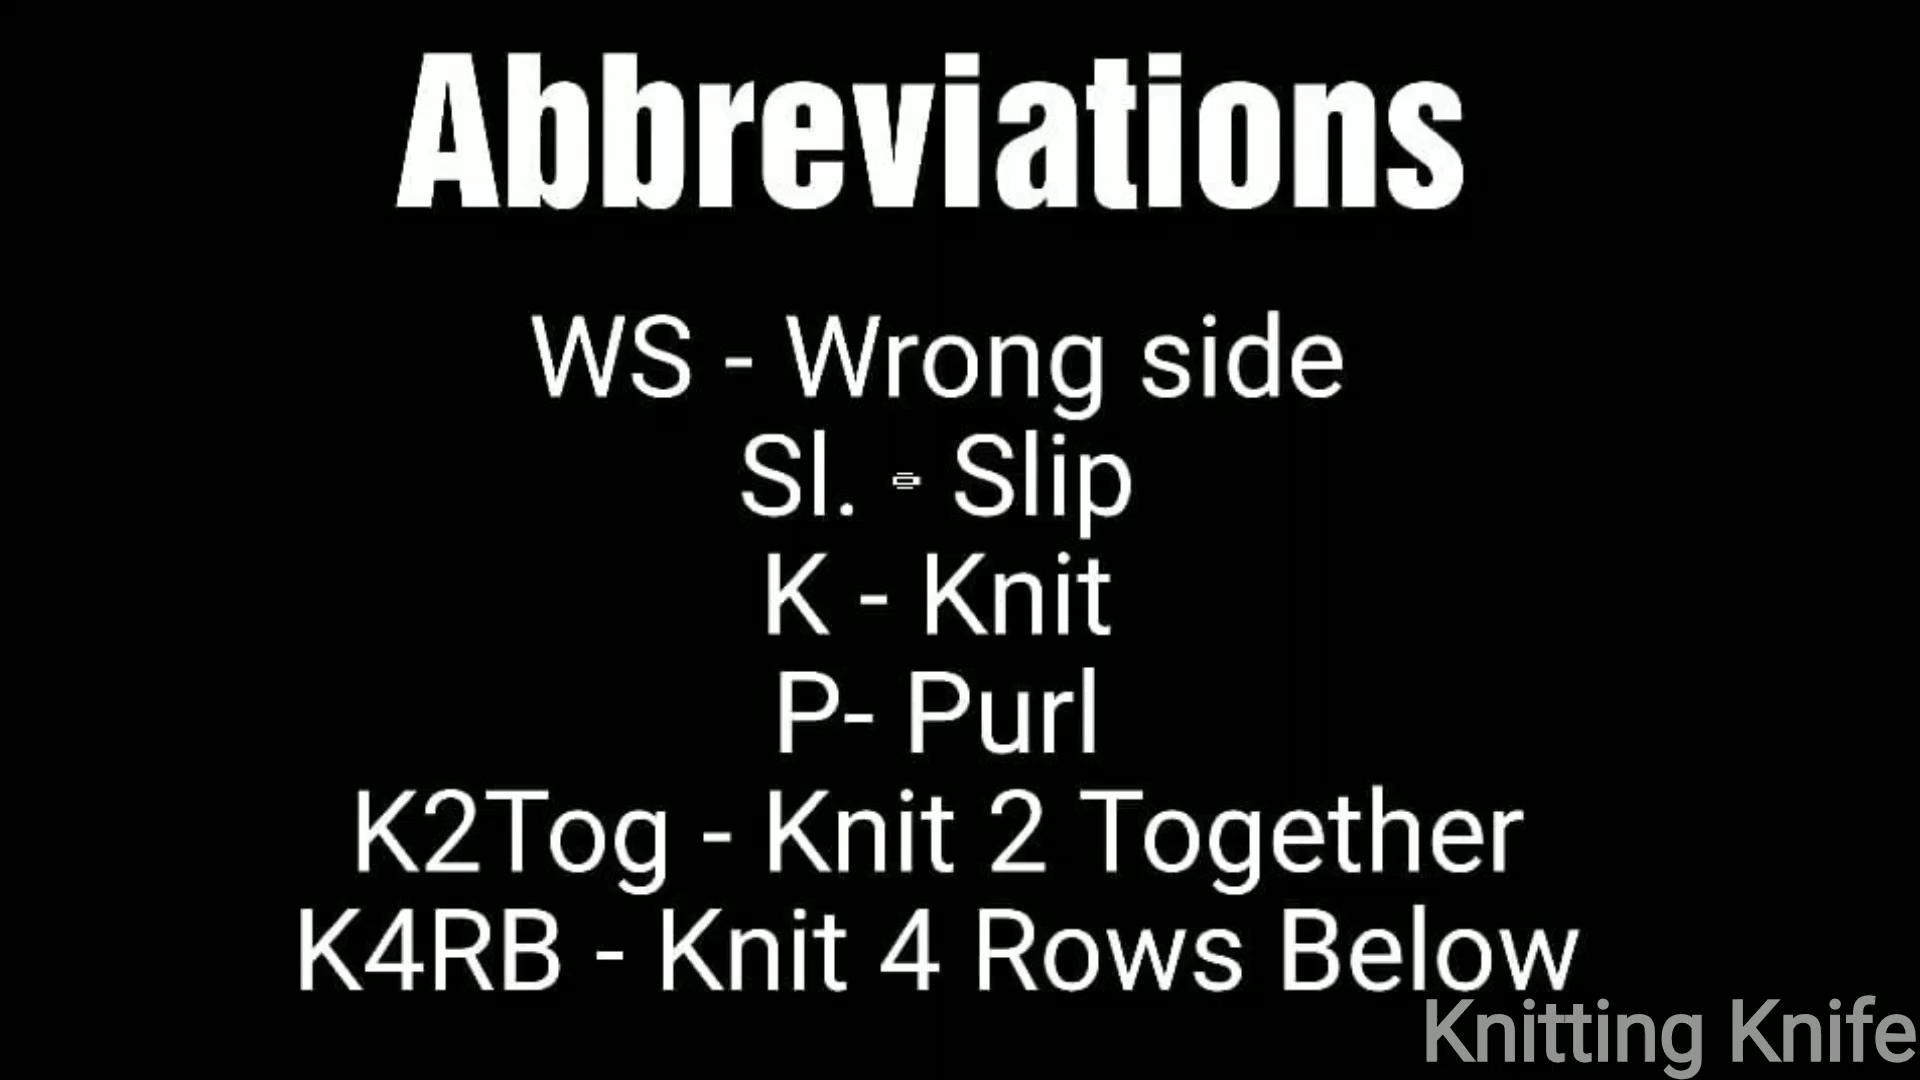 Abbreviations
WS - Wrong side
Sl. - Slip
K - Knit
P- Purl
K2Tog - Knit 2 Together
K4RB - Knit 4 Rows Below
Knitting Knife